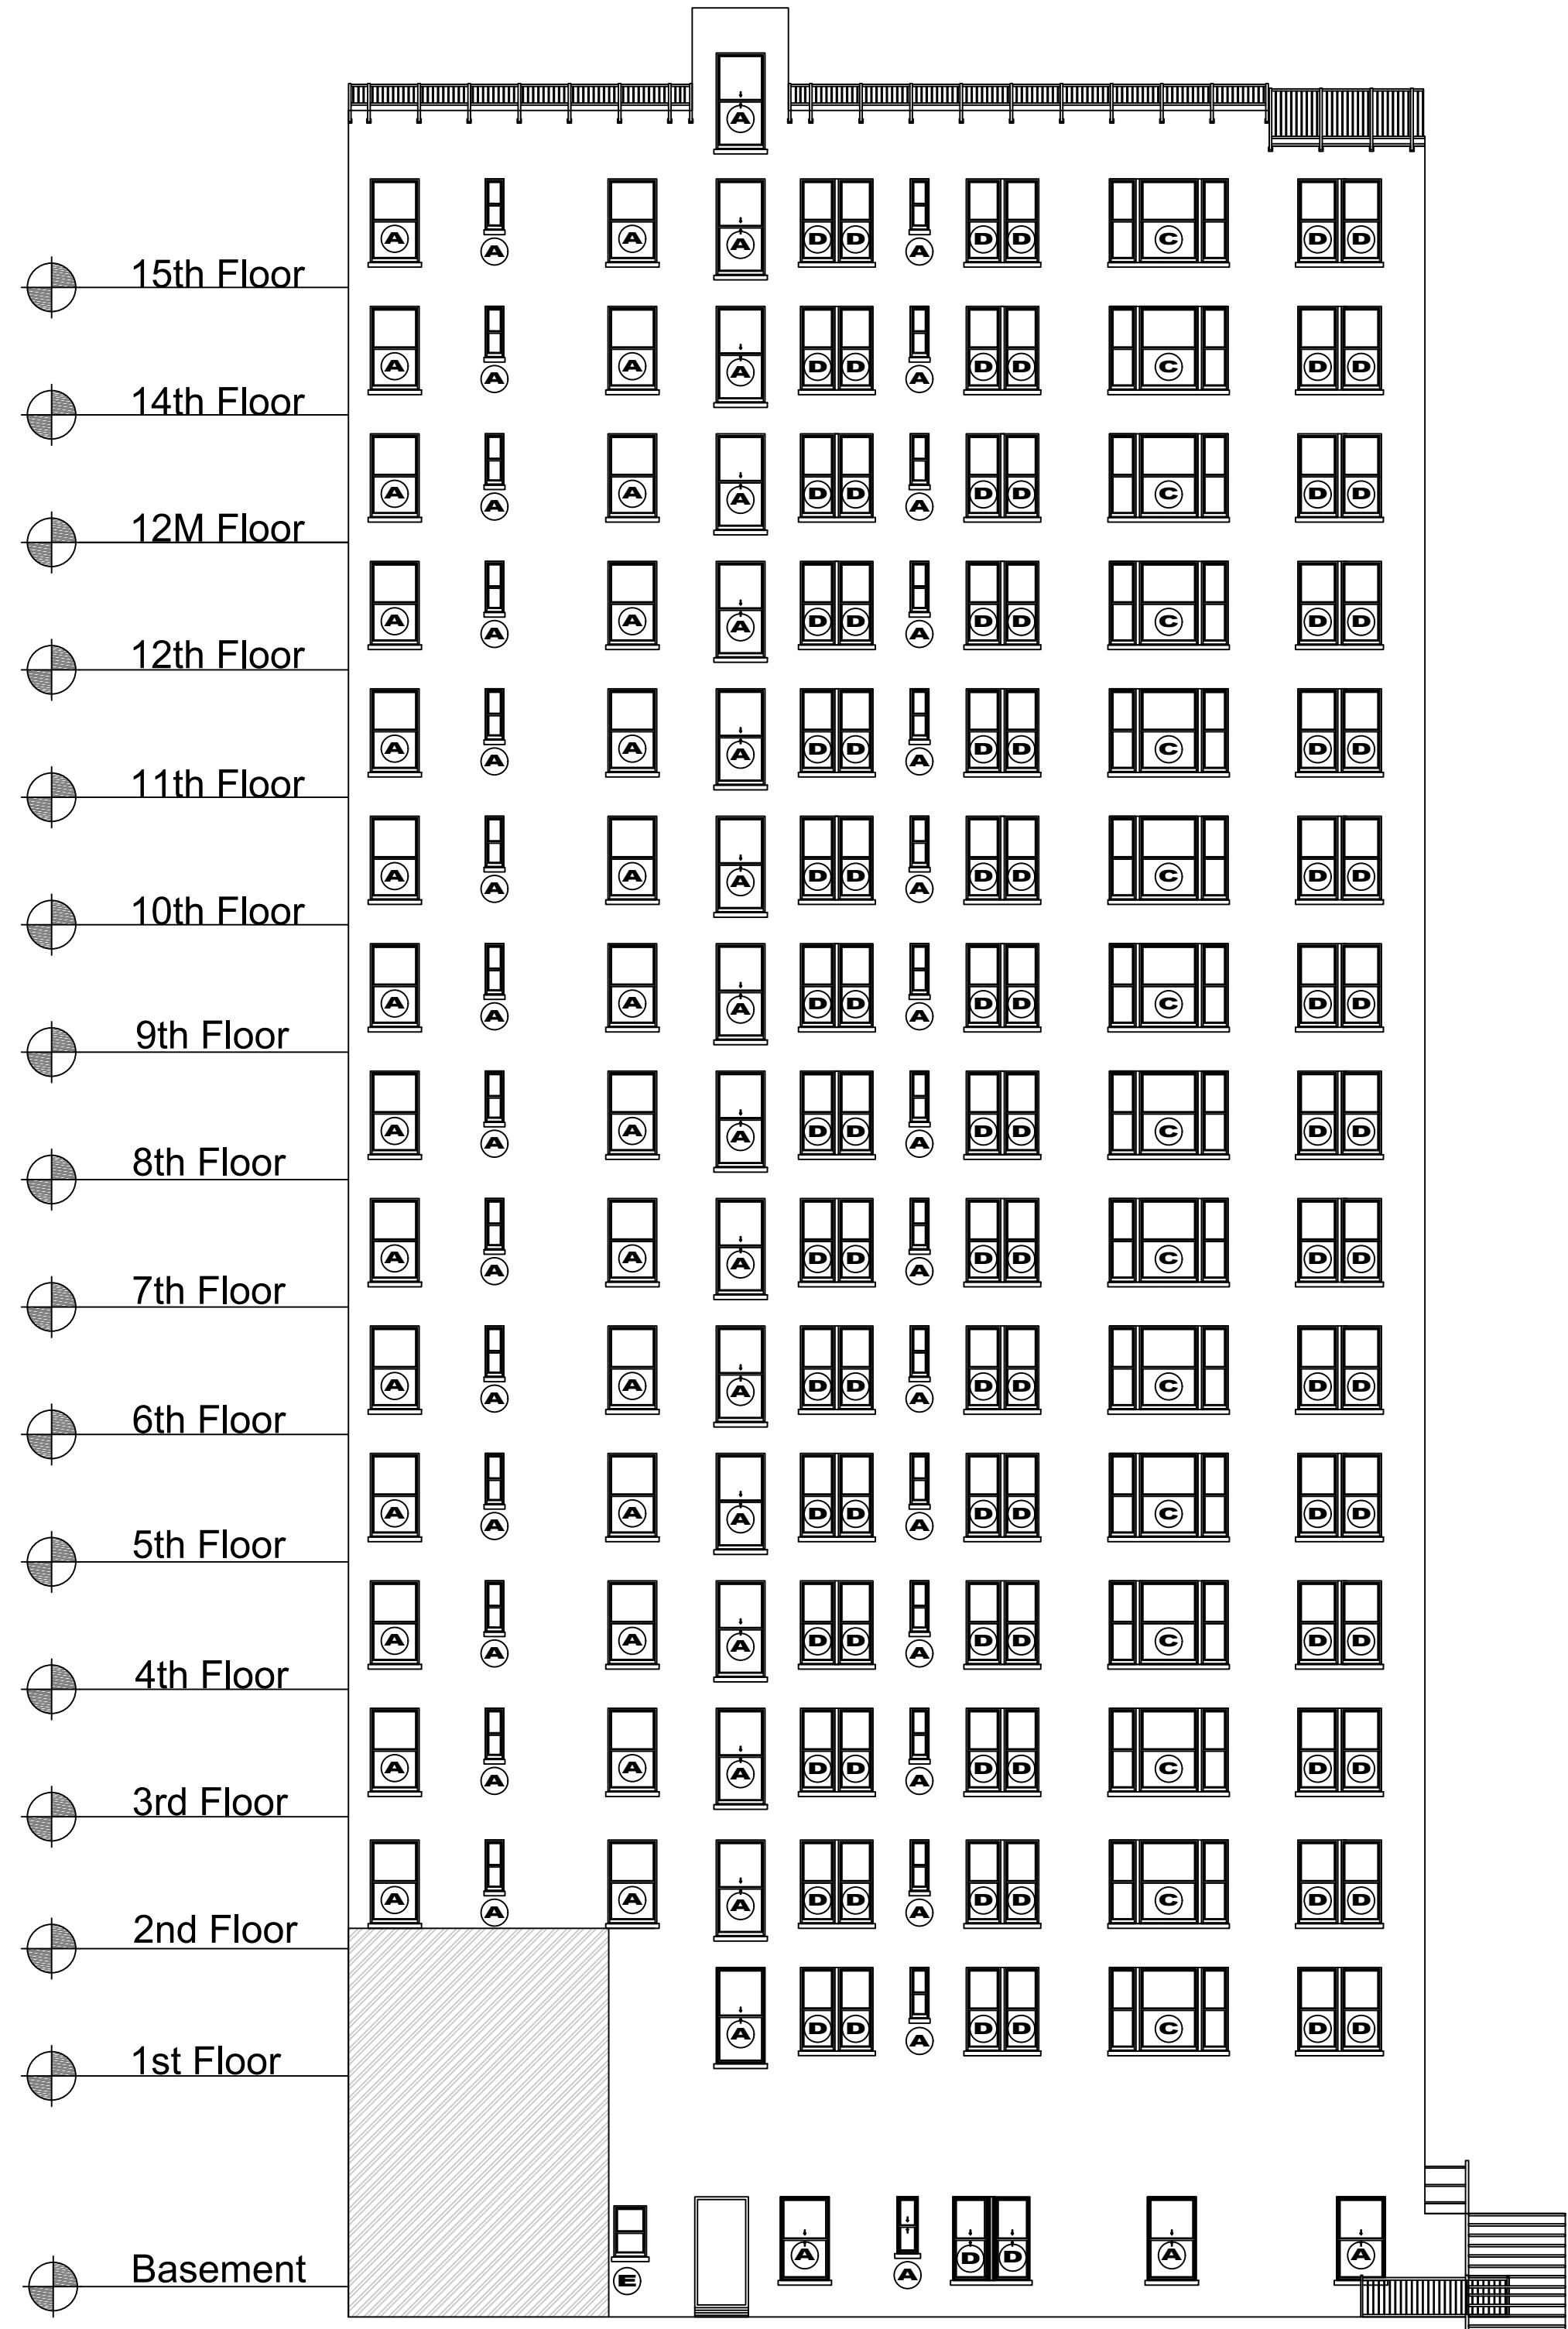 A
A A A A D D A D D C D D
15th Floor
A A A A D D A D D C D D
14th Floor
A A A A D D A D D C D D
12M Floor
A A A A D D A D D C D D
12th Floor
A A A A D D A D D C D D
11th Floor
A A A A D D A D D C D D
10th Floor
A A A A D D A D D C D D
9th Floor
A A A A D D A D D C D D
8th Floor
A A A A D D A D D C D D
7th Floor
A A A A D D A D D C D D
6th Floor
A A A A D D A D D C D D
5th Floor
A A A A D D A D D C D D
4th Floor
A A A A D D A D D C D D
3rd Floor
A A A A D D A D D C D D
2nd Floor
A D D A D D C D D
1st Floor
Basement
E A A D D A A